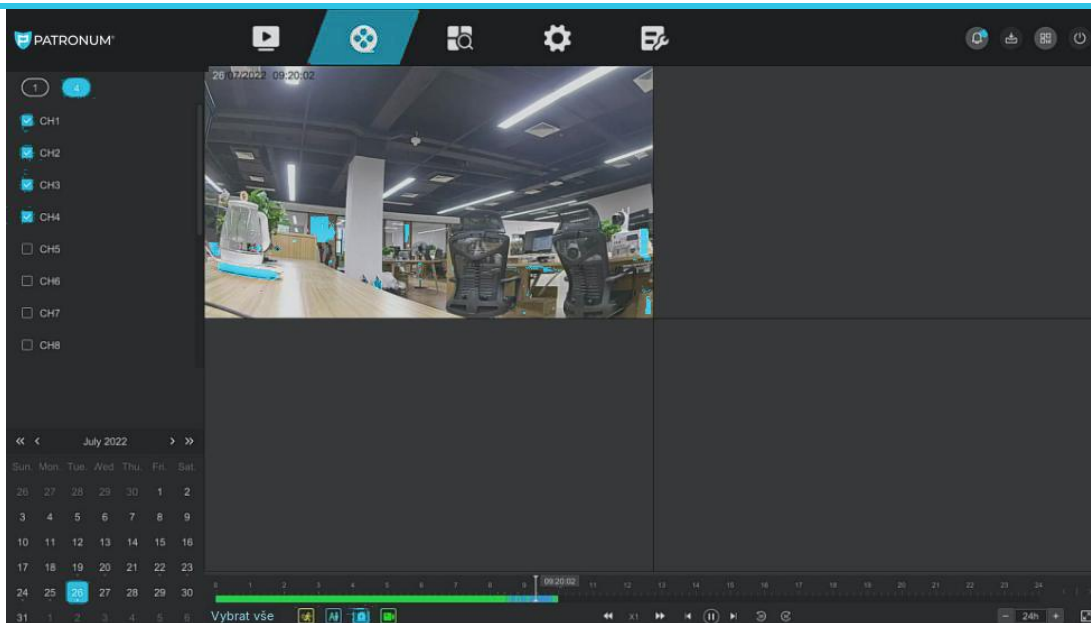 PATRONUM®
1 4
26/07/2022 09:20:02
CH1
CH2
CH3
CH4
CH5
CH6
CH7
CH8
July 2022
Sun. Mon. Tue. Wed Thu. Fri. Sat.
26 27 28 29 30 1 2
3 4 5 6 7 8 9
10 11 12 13 14 15 16
17 18 19 20 21 22 23
24 25 26 27 28 29 30
31 1 2 3 4 5 6
0 1 2 3 4 5 6 7 8 9 09:20:02 11 12 13 14 15 16 17 18 19 20 21 22 23 24
Vybrat vše
X1
30 30
24h